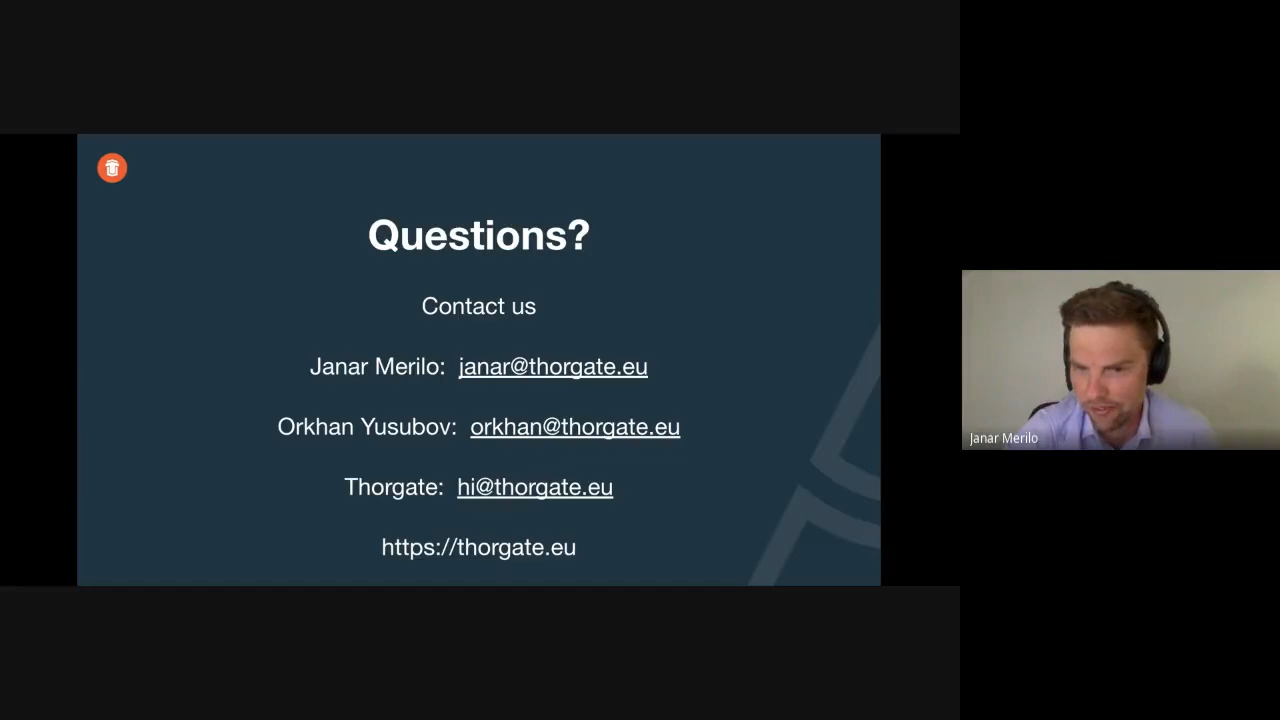 Questions?
Contact us
Janar Merilo: janar@thorgate.eu
Orkhan Yusubov: orkhan@thorgate.eu
Thorgate: hi@thorgate.eu
https://thorgate.eu
Janar Merilo